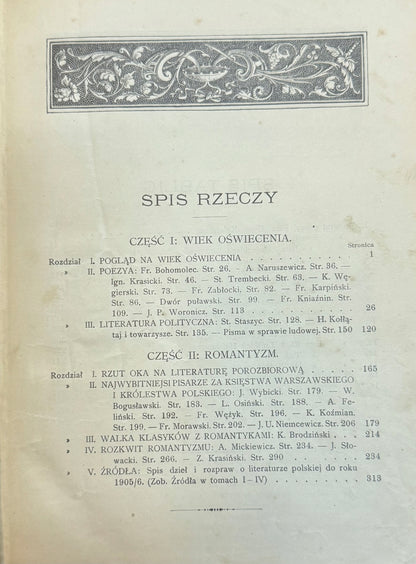 SPIS RZECZY
CZĘŚĆ I: WIEK OŚWIECENIA.
Stronica
Rozdział I. POGLĄD NA WIEK OŚWIECENIA . . . . . . . . . 1
» II. POEZYA: Fr. Bohomolec. Str. 26. - A. Naruszewicz. Str. 36. —
Ign. Krasicki. Str. 46. — St. Trembecki. Str. 63. — K. Wę-
gierski. Str. 73. — Fr. Zabłocki. Str. 82. — Fr. Karpiński.
Str. 86. — Dwór puławski. Str. 99. — Fr. Kniaźnin. Str.
109. — J. P. Woronicz. Str. 113 . . . . . . . . . 26
» III. LITERATURA POLITYCZNA: St. Staszyc. Str. 128. — H. Kołłą-
taj i towarzysze. Str. 135. — Pisma w sprawie ludowej. Str. 150 120
CZĘŚĆ II: ROMANTYZM.
Rozdział I. RZUT OKA NA LITERATURĘ POROZBIOROWĄ . . . . . 165
» II. NAJWYBITNIEJSI PISARZE ZA KSIĘSTWA WARSZAWSKIEGO
I KRÓLESTWA POLSKIEGO: J. Wybicki. Str. 179. — W.
Bogusławski. Str. 183. — L. Osiński. Str. 188. — A. Fe-
liński. Str. 192. — Fr. Wężyk. Str. 196. — K. Koźmian.
Str. 199. — Fr. Morawski. Str. 202. — J. U. Niemcewicz. Str. 206 179
» III. WALKA KLASYKÓW Z ROMANTYKAMI: K. Brodziński . . . 214
» IV. ROZKWIT ROMANTYZMU: A. Mickiewicz. Str. 234. — J. Sło-
wacki. Str. 266. — Z. Krasiński. Str. 290 . . . . . . . 234
» V. ŹRÓDŁA: Spis dzieł i rozpraw o literaturze polskiej do roku
1905/6. (Zob. Źródła w tomach I—IV) . . . . . . . . 313